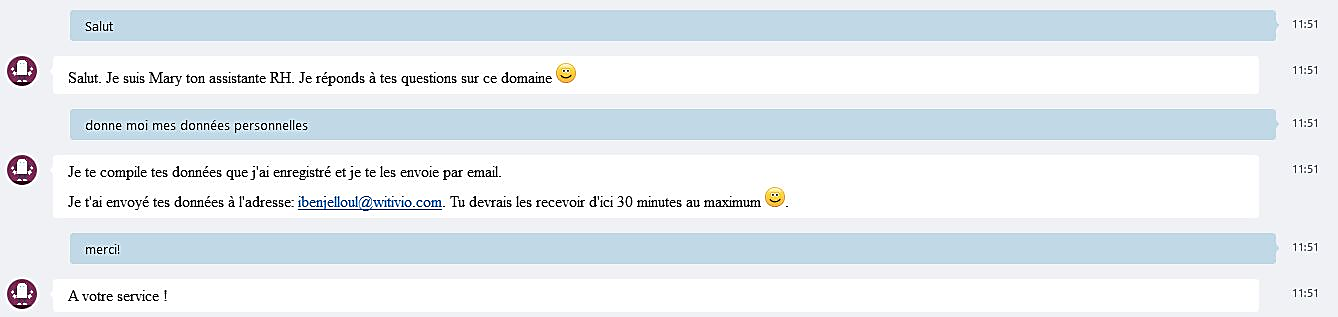 Salut
11:51
Salut. Je suis Mary ton assistante RH. Je réponds à tes questions sur ce domaine
11:51
donne moi mes données personnelles
11:51
Je te compile tes données que j'ai enregistré et je te les envoie par email.
11:51
Je t'ai envoyé tes données à l'adresse: ibenjelloul@witivio.com. Tu devrais les recevoir d'ici 30 minutes au maximum .
merci!
11:51
A votre service !
11:51